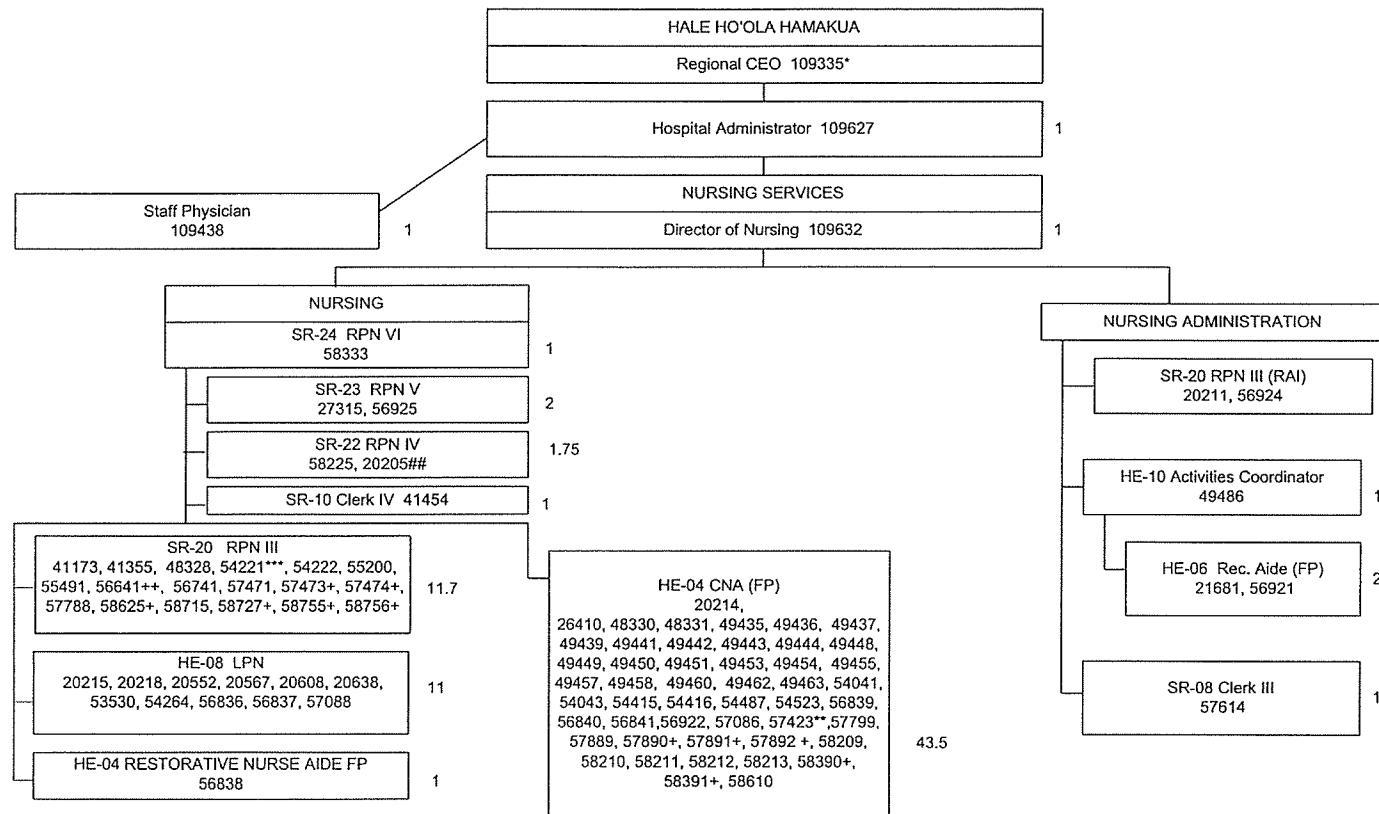 HALE HO'OLA HAMAKUA
Regional CEO 109335*
Hospital Administrator 109627
1
NURSING SERVICES
Director of Nursing 109632
1
Staff Physician
109438
1
NURSING
SR-24 RPN VI
58333
1
SR-23 RPN V
27315, 56925
2
SR-22 RPN IV
58225, 20205##
1.75
SR-10 Clerk IV 41454
1
SR-20 RPN III
41173, 41355, 48328, 54221***, 54222, 55200,
55491, 56641++, 56741, 57471, 57473+, 57474+,
57788, 58625+, 58715, 58727+, 58755+, 58756+
11.7
HE-08 LPN
20215, 20218, 20552, 20567, 20608, 20638,
53530, 54264, 56836, 56837, 57088
11
HE-04 RESTORATIVE NURSE AIDE FP
56838
1
HE-04 CNA (FP)
20214,
26410, 48330, 48331, 49435, 49436, 49437,
49439, 49441, 49442, 49443, 49444, 49448,
49449, 49450, 49451, 49453, 49454, 49455,
49457, 49458, 49460, 49462, 49463, 54041,
54043, 54415, 54416, 54487, 54523, 56839,
56840, 56841,56922, 57086, 57423**,57799,
57889, 57890+, 57891+, 57892 +, 58209,
58210, 58211, 58212, 58213, 58390+,
58391+, 58610
43.5
NURSING ADMINISTRATION
SR-20 RPN III (RAI)
20211, 56924
HE-10 Activities Coordinator
49486
1
HE-06 Rec. Aide (FP)
21681, 56921
2
SR-08 Clerk III
57614
1